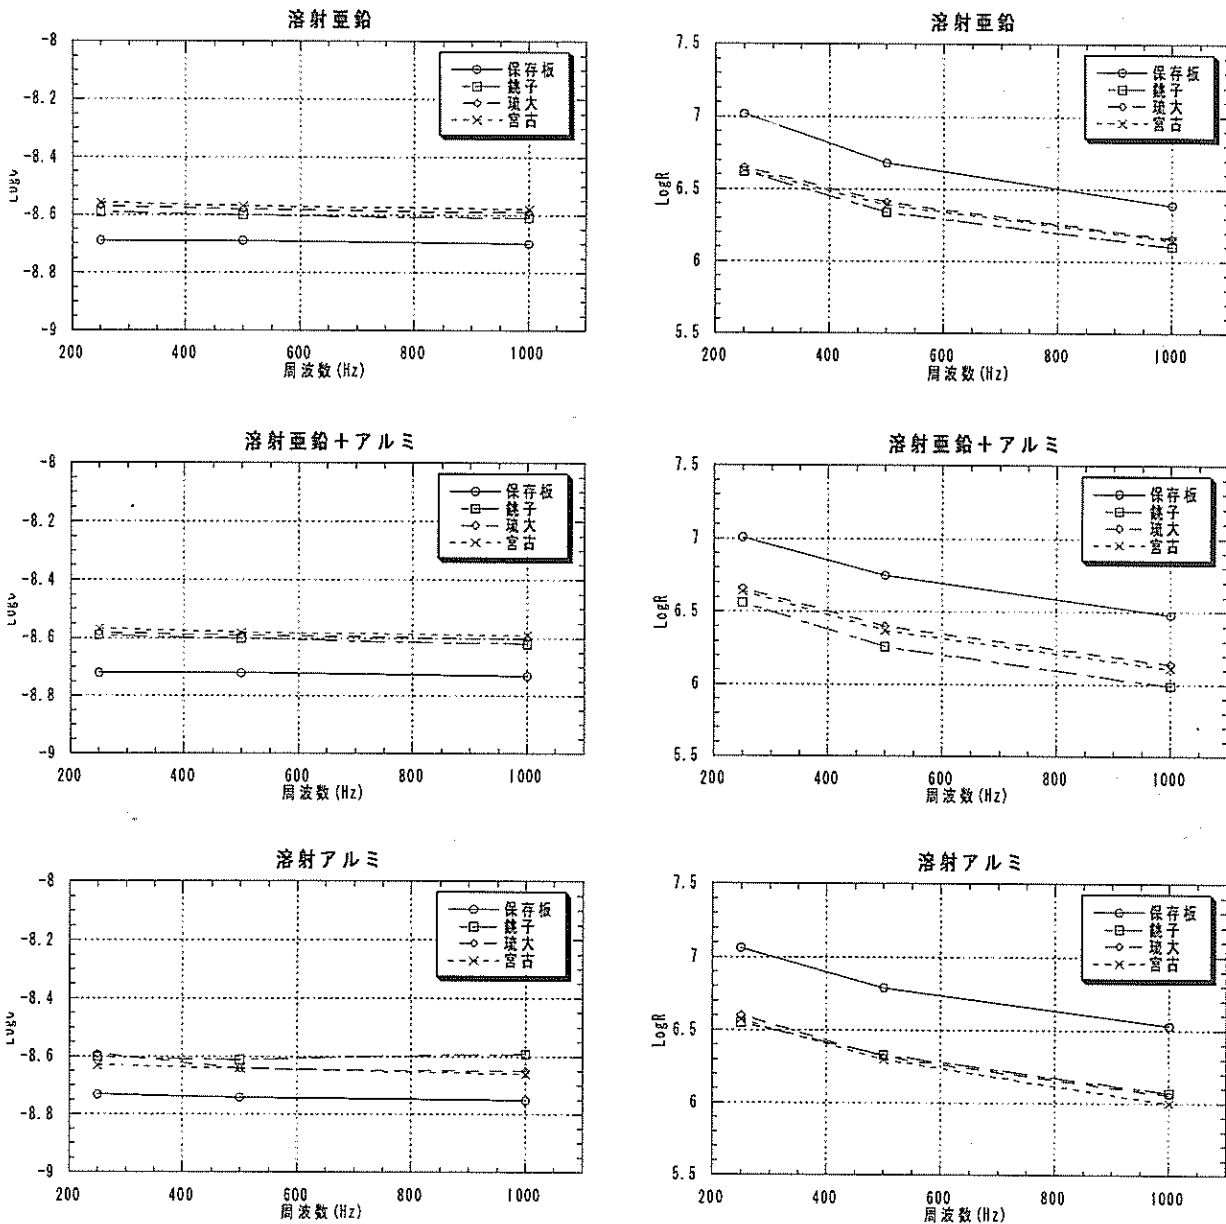 溶射亜鉛
-8
-8.2
-8.4
-8.6
-8.8
-9
保存板
銚子
琉大
宮古
200 400 600 800 1000
周波数(Hz)
溶射亜鉛
7.5
7
6.5
6
5.5
LogR
保存板
銚子
琉大
宮古
200 400 600 800 1000
周波数(Hz)
溶射亜鉛+アルミ
-8
-8.2
-8.4
-8.6
-8.8
-9
保存板
銚子
琉大
宮古
200 400 600 800 1000
周波数(Hz)
溶射亜鉛+アルミ
7.5
7
6.5
6
5.5
LogR
保存板
銚子
琉大
宮古
200 400 600 800 1000
周波数(Hz)
溶射アルミ
-8
-8.2
-8.4
-8.6
-8.8
-9
保存板
銚子
琉大
宮古
200 400 600 800 1000
周波数(Hz)
溶射アルミ
7.5
7
6.5
6
5.5
LogR
保存板
銚子
琉大
宮古
200 400 600 800 1000
周波数(Hz)